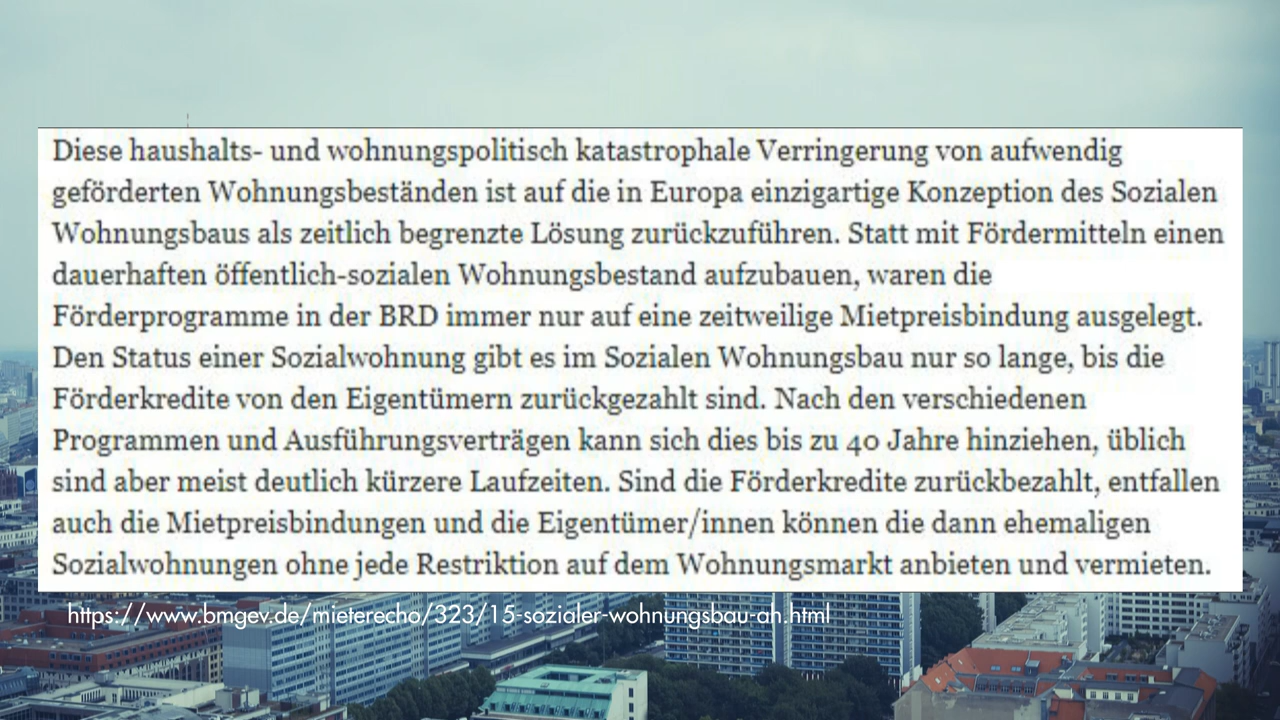 Diese haushalts- und wohnungspolitisch katastrophale Verringerung von aufwendig
geförderten Wohnungsbeständen ist auf die in Europa einzigartige Konzeption des Sozialen
Wohnungsbaus als zeitlich begrenzte Lösung zurückzuführen. Statt mit Fördermitteln einen
dauerhaften öffentlich-sozialen Wohnungsbestand aufzubauen, waren die
Förderprogramme in der BRD immer nur auf eine zeitweilige Mietpreisbindung ausgelegt.
Den Status einer Sozialwohnung gibt es im Sozialen Wohnungsbau nur so lange, bis die
Förderkredite von den Eigentümern zurückgezahlt sind. Nach den verschiedenen
Programmen und Ausführungsverträgen kann sich dies bis zu 40 Jahre hinziehen, üblich
sind aber meist deutlich kürzere Laufzeiten. Sind die Förderkredite zurückbezahlt, entfallen
auch die Mietpreisbindungen und die Eigentümer/innen können die dann ehemaligen
Sozialwohnungen ohne jede Restriktion auf dem Wohnungsmarkt anbieten und vermieten.
https://www.bmgev.de/mieterecho/323/15-sozialer-wohnungsbau-ah.html